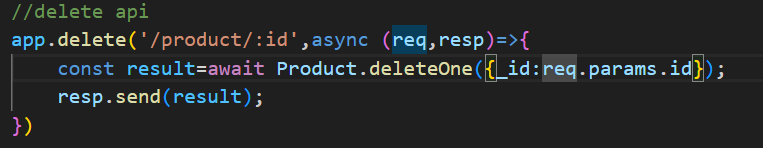 //delete api
app.delete('/product/:id',async (req,resp)=>{
    const result=await Product.deleteOne({_id:req.params.id});
    resp.send(result);
})